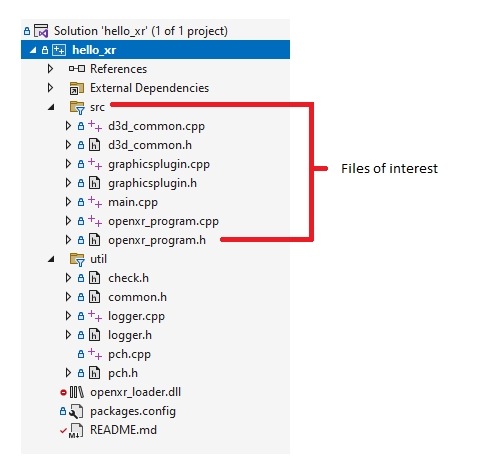 Solution 'hello_xr' (1 of 1 project)
hello_xr
References
External Dependencies
src
d3d_common.cpp
d3d_common.h
graphicsplugin.cpp
Files of interest
graphicsplugin.h
main.cpp
openxr_program.cpp
openxr_program.h
util
check.h
common.h
logger.cpp
logger.h
pch.cpp
pch.h
openxr_loader.dll
packages.config
README.md